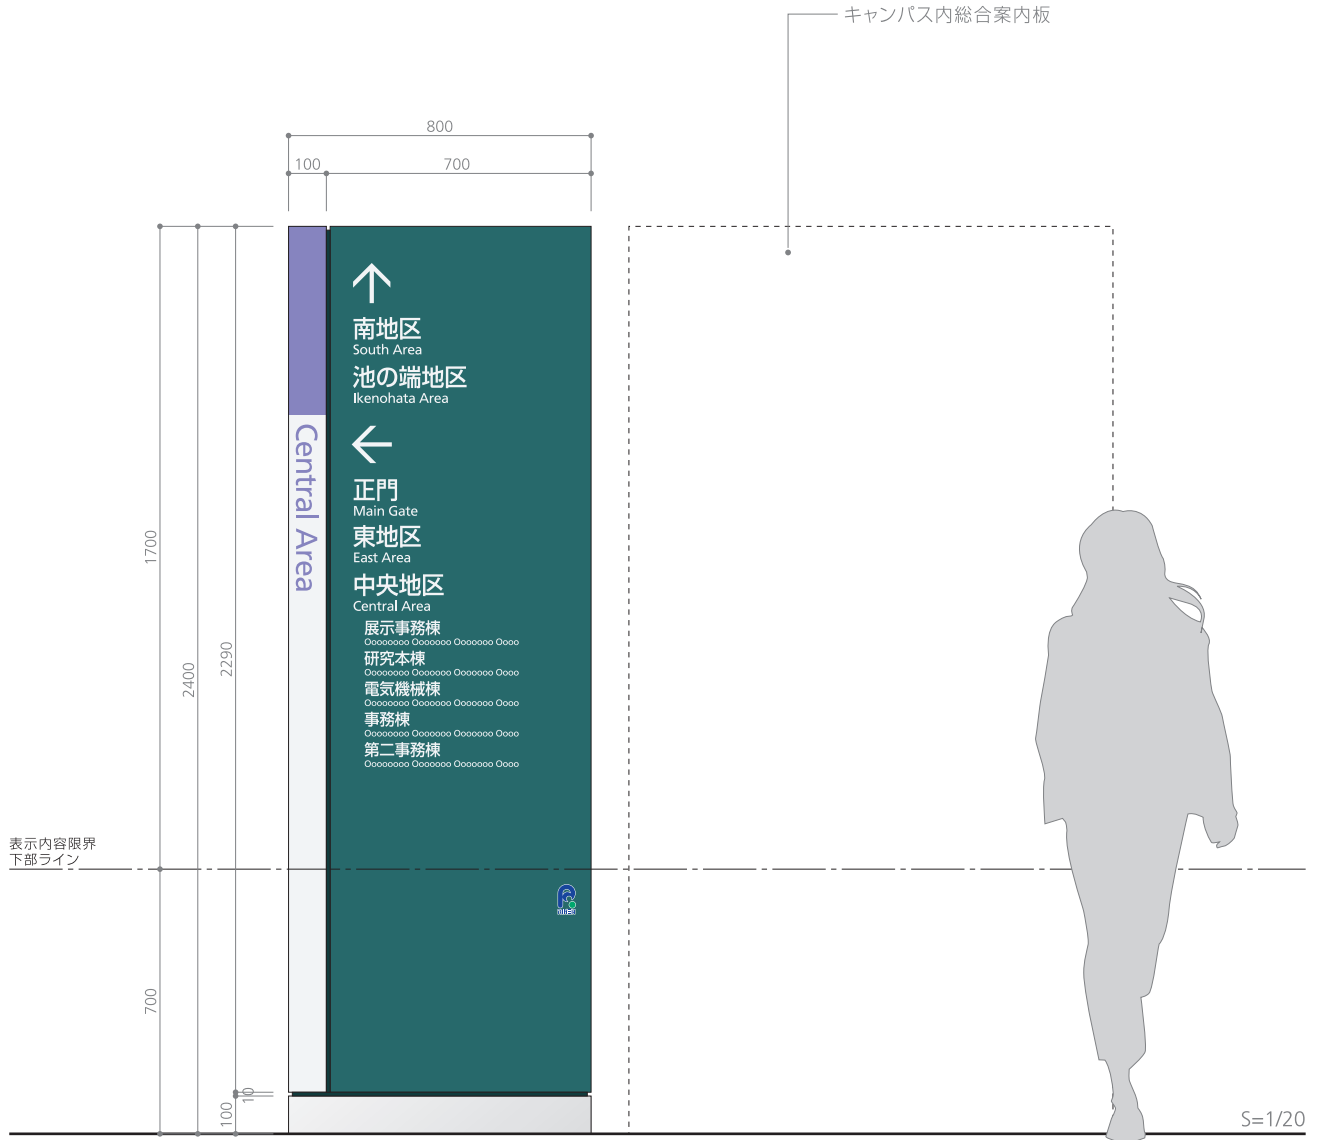 キャンパス内総合案内板
800
100
700
南地区
South Area
池の端地区
Ikenohata Area
正門
Main Gate
東地区
East Area
中央地区
Central Area
展示事務棟
Oooooooo Ooooooo Ooooooo Oooo
研究本棟
Oooooooo Ooooooo Ooooooo Oooo
電気機械棟
Oooooooo Ooooooo Ooooooo Oooo
事務棟
Oooooooo Ooooooo Ooooooo Oooo
第二事務棟
Oooooooo Ooooooo Ooooooo Oooo
Central Area
1700
2400
2290
表示内容限界
下部ライン
700
10
100
S=1/20